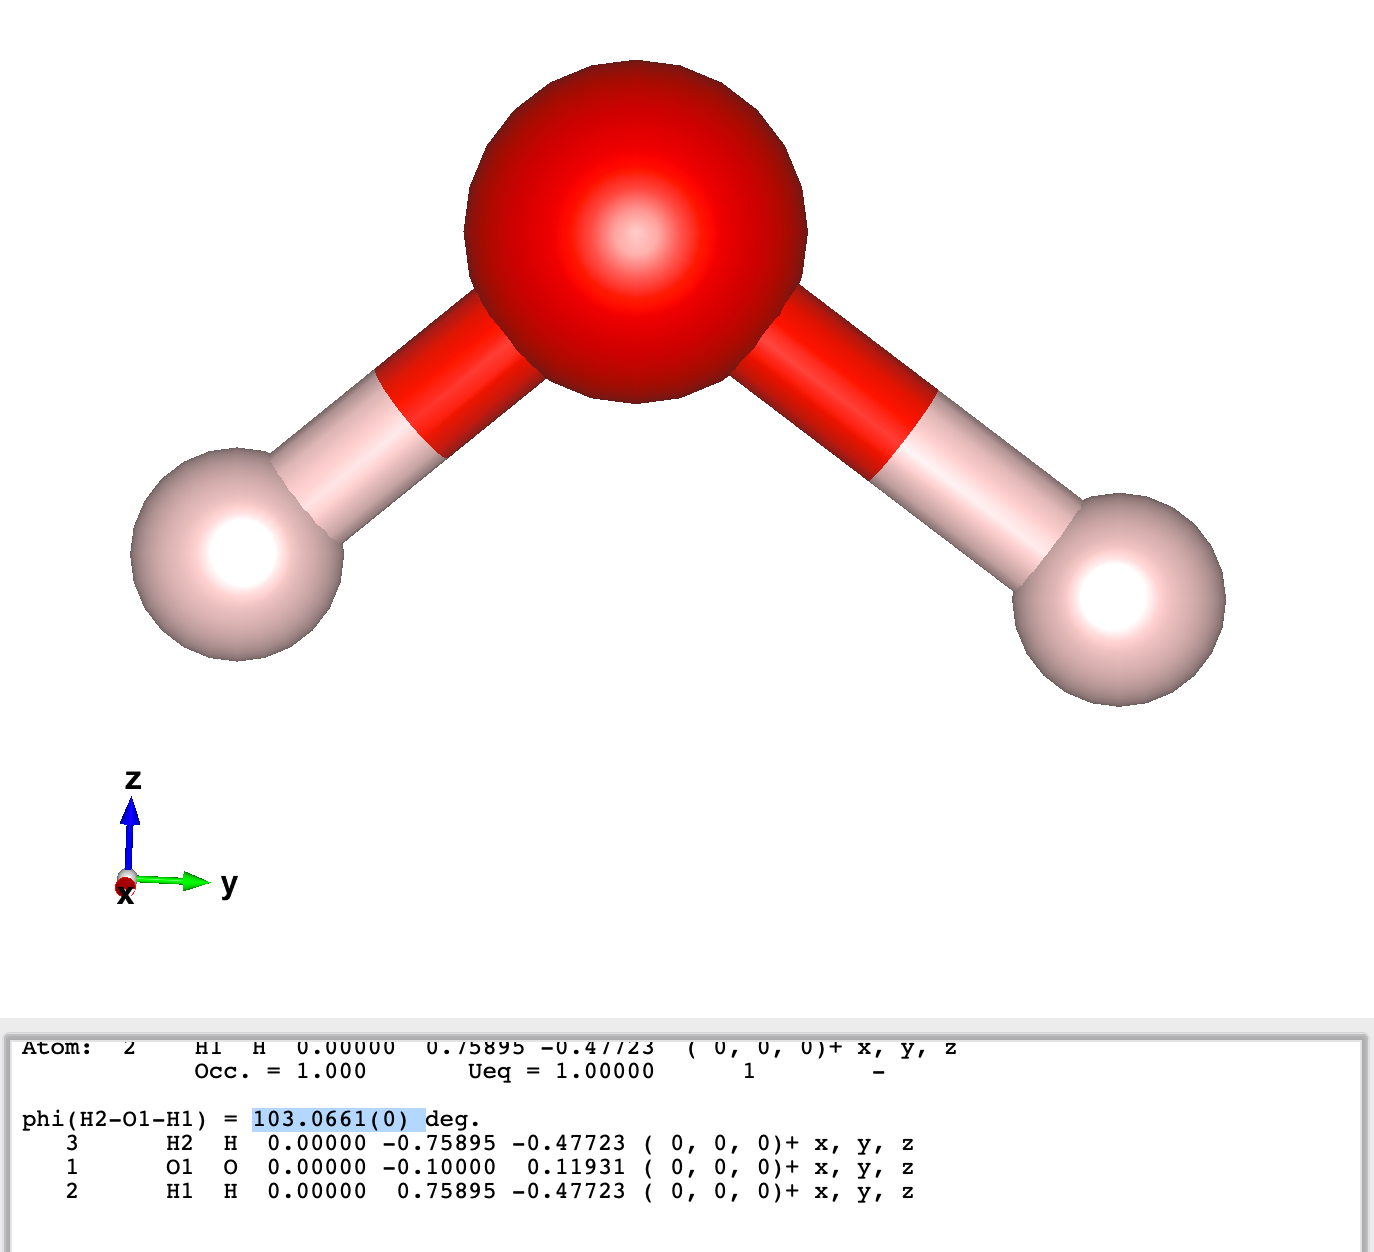 z
y
x
Atom: 2 H1 H 0.00000 0.75895 -0.47723 ( 0, 0, 0)+ x, y, z
Occ. = 1.000 Ueq = 1.00000 1 -
phi(H2-O1-H1) = 103.0661(0) deg.
3 H2 H 0.00000 -0.75895 -0.47723 ( 0, 0, 0)+ x, y, z
1 O1 O 0.00000 -0.10000 0.11931 ( 0, 0, 0)+ x, y, z
2 H1 H 0.00000 0.75895 -0.47723 ( 0, 0, 0)+ x, y, z